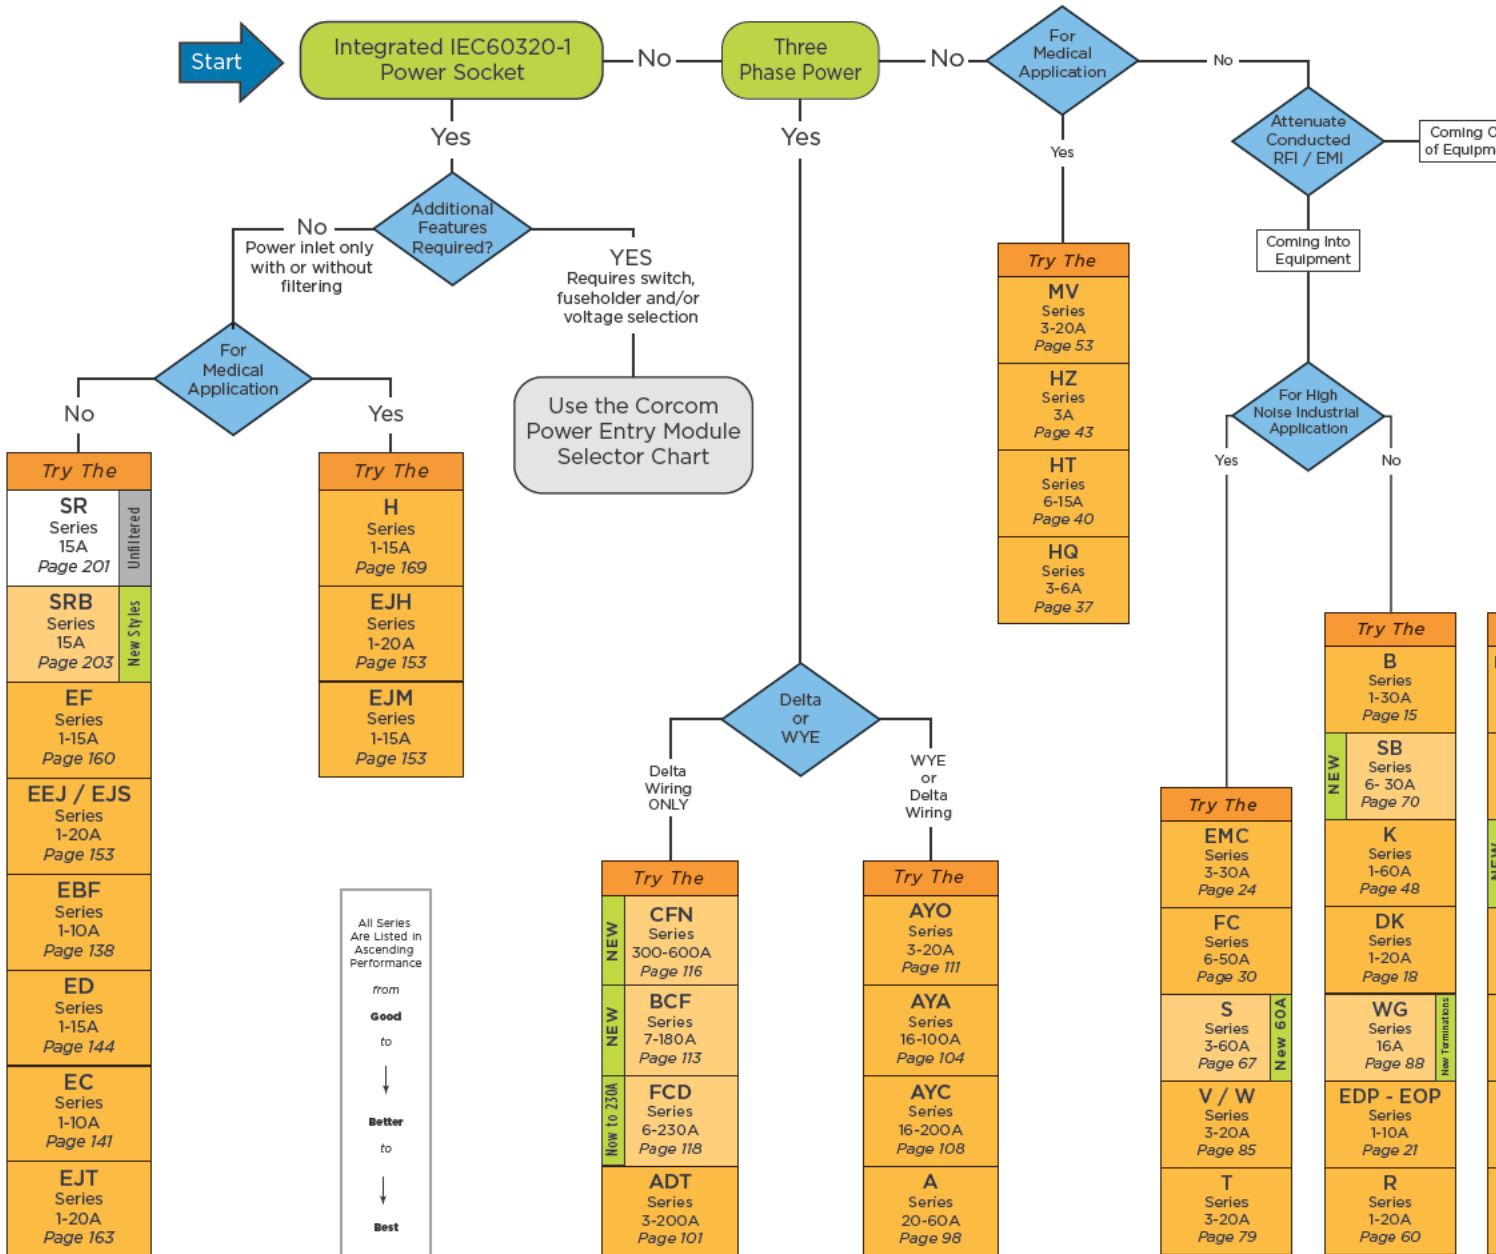 Start
Integrated IEC60320-1
Power Socket
No
Three
Phase Power
No
For
Medical
Application
No
Attenuate
Conducted
RFI / EMI
Coming
of
Yes
Yes
Yes
Additional
Features
Required?
No
Power inlet only
with or without
filtering
YES
Requires switch,
fuseholder and/or
voltage selection
Coming Into
Equipment
For
Medical
Application
No
Yes
Use the Corcom
Power Entry Module
Selector Chart
For High
Noise Industrial
Application
Yes
No
Try The
SR
Series
15A
Page 201
Unfiltered
SRB
Series
15A
Page 203
New Styles
EF
Series
1-15A
Page 160
EEJ / EJS
Series
1-20A
Page 153
EBF
Series
1-10A
Page 138
ED
Series
1-15A
Page 144
EC
Series
1-10A
Page 141
EJT
Series
1-20A
Page 163
Try The
H
Series
1-15A
Page 169
EJH
Series
1-20A
Page 153
EJM
Series
1-15A
Page 153
All Series
Are Listed in
Ascending
Performance
from
Good
to
Better
to
Best
Delta
or
WYE
Delta
Wiring
ONLY
WYE
or
Delta
Wiring
Try The
NEW
CFN
Series
300-600A
Page 116
NEW
BCF
Series
7-180A
Page 113
Now to 230A
FCD
Series
6-230A
Page 118
ADT
Series
3-200A
Page 101
Try The
AYO
Series
3-20A
Page 111
AYA
Series
16-100A
Page 104
AYC
Series
16-200A
Page 108
A
Series
20-60A
Page 98
Try The
MV
Series
3-20A
Page 53
HZ
Series
3A
Page 43
HT
Series
6-15A
Page 40
HQ
Series
3-6A
Page 37
Try The
EMC
Series
3-30A
Page 24
FC
Series
6-50A
Page 30
S
Series
3-60A
Page 67
New 60A
V / W
Series
3-20A
Page 85
T
Series
3-20A
Page 79
Try The
B
Series
1-30A
Page 15
NEW
SB
Series
6- 30A
Page 70
K
Series
1-60A
Page 48
DK
Series
1-20A
Page 18
WG
Series
16A
Page 88
New Terminations
EDP - EOP
Series
1-10A
Page 21
R
Series
1-20A
Page 60
NEW